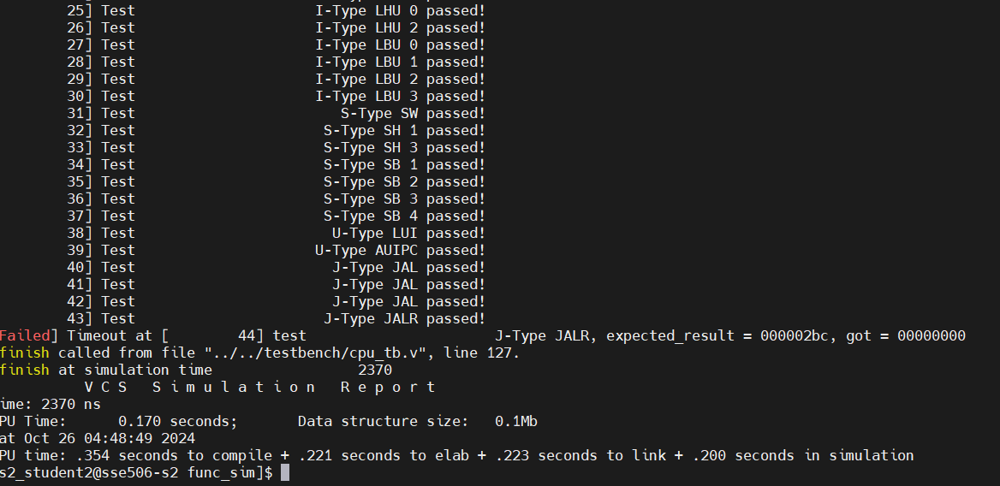 25] Test I-Type LHU 0 passed!
26] Test I-Type LHU 2 passed!
27] Test I-Type LBU 0 passed!
28] Test I-Type LBU 1 passed!
29] Test I-Type LBU 2 passed!
30] Test I-Type LBU 3 passed!
31] Test S-Type SW passed!
32] Test S-Type SH 1 passed!
33] Test S-Type SH 3 passed!
34] Test S-Type SB 1 passed!
35] Test S-Type SB 2 passed!
36] Test S-Type SB 3 passed!
37] Test S-Type SB 4 passed!
38] Test U-Type LUI passed!
39] Test U-Type AUIPC passed!
40] Test J-Type JAL passed!
41] Test J-Type JAL passed!
42] Test J-Type JAL passed!
43] Test J-Type JALR passed!
Failed] Timeout at [ 44] test J-Type JALR, expected_result = 000002bc, got = 00000000
finish called from file "../../testbench/cpu_tb.v", line 127.
finish at simulation time 2370
V C S S i m u l a t i o n R e p o r t
ime: 2370 ns
PU Time: 0.170 seconds; Data structure size: 0.1Mb
at Oct 26 04:48:49 2024
PU time: .354 seconds to compile + .221 seconds to elab + .223 seconds to link + .200 seconds in simulation
s2_student2@sse506-s2 func_sim]$